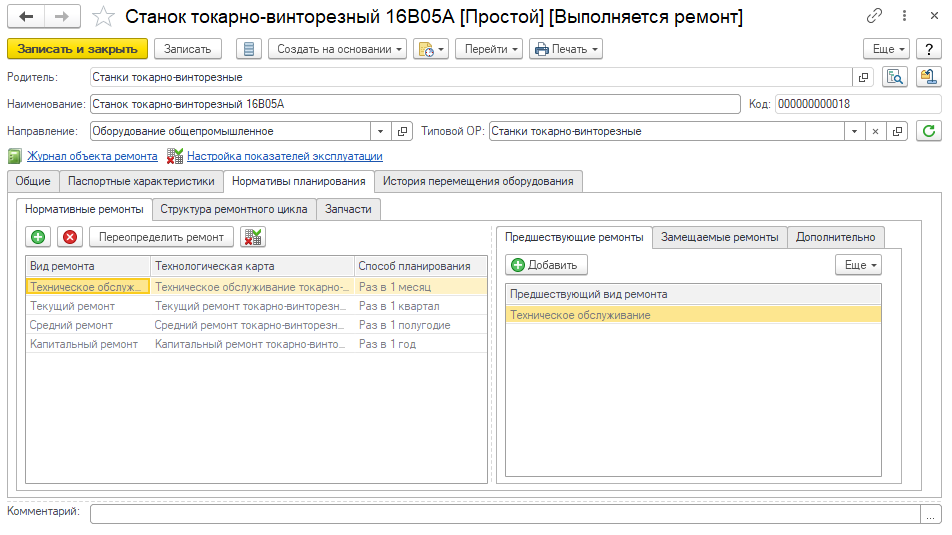 Станок токарно-винторезный 16В05А [Простой] [Выполняется ремонт]
Записать и закрыть Записать Создать на основании Перейти Печать Еще ?
Родитель: Станки токарно-винторезные
Наименование: Станок токарно-винторезный 16В05А Код: 000000000018
Направление: Оборудование общепромышленное Типовой ОР: Станки токарно-винторезные
Журнал объекта ремонта Настройка показателей эксплуатации
Общие Паспортные характеристики Нормативы планирования История перемещения оборудования
Нормативные ремонты Структура ремонтного цикла Запчасти
Переопределить ремонт
Вид ремонта Технологическая карта Способ планирования
Техническое обслуж... Техническое обслуживание токарно-... Раз в 1 месяц
Текущий ремонт Текущий ремонт токарно-винторезн... Раз в 1 квартал
Средний ремонт Средний ремонт токарно-винторезн... Раз в 1 полугодие
Капитальный ремонт Капитальный ремонт токарно-винто... Раз в 1 год
Предшествующие ремонты Замещаемые ремонты Дополнительно
Добавить Еще
Предшествующий вид ремонта
Техническое обслуживание
Комментарий: ...